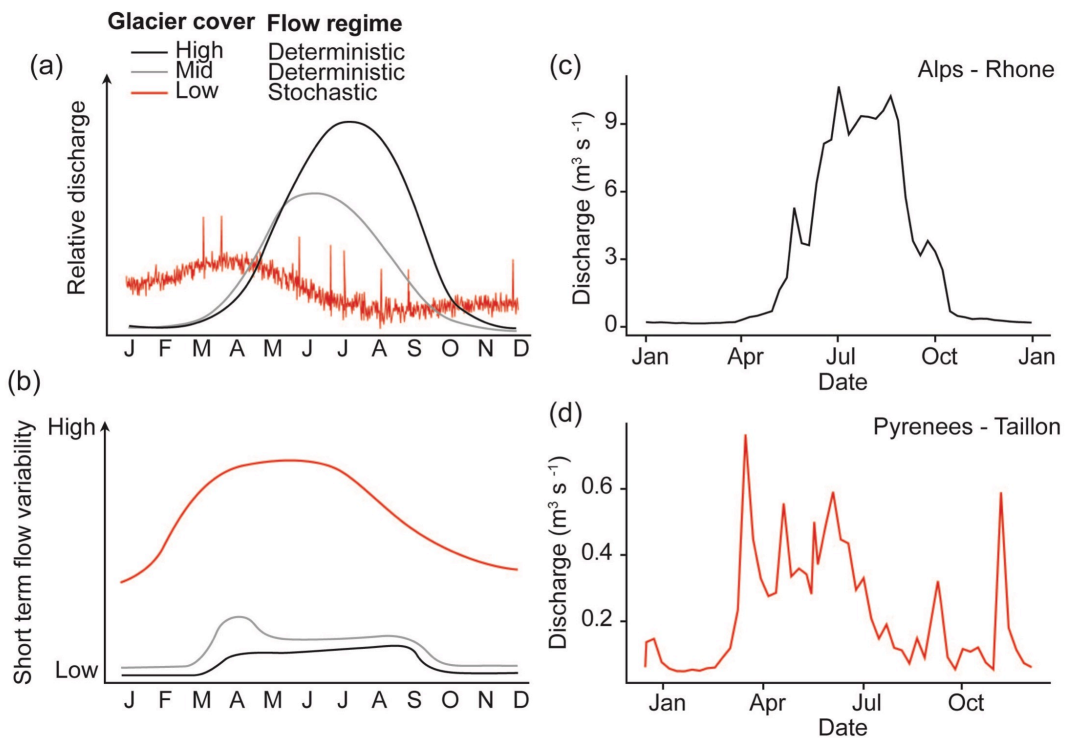 Glacier cover Flow regime
High Deterministic
Mid Deterministic
Low Stochastic
(a)
Relative discharge
J F M A M J J A S O N D
(b)
High
Short term flow variability
Low
J F M A M J J A S O N D
(c)
Alps - Rhone
Discharge (m³ s ⁻¹)
9
6
3
0
Jan Apr Jul Oct Jan
Date
(d)
Pyrenees - Taillon
Discharge (m³ s ⁻¹)
0.6
0.4
0.2
Jan Apr Jul Oct
Date